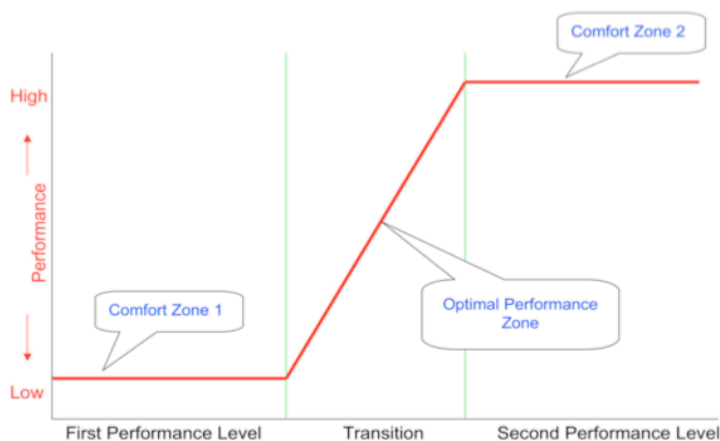 Comfort Zone 2
High
Performance
Comfort Zone 1
Optimal Performance
Zone
Low
First Performance Level
Transition
Second Performance Level